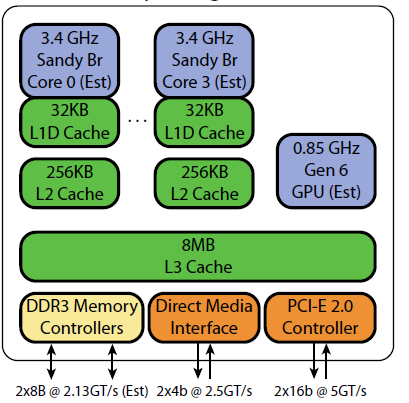 3.4 GHz
Sandy Br
Core 0 (Est)
3.4 GHz
Sandy Br
Core 3 (Est)
32KB
L1D Cache
...
32KB
L1D Cache
256KB
L2 Cache
256KB
L2 Cache
0.85 GHz
Gen 6
GPU (Est)
8MB
L3 Cache
DDR3 Memory
Controllers
Direct Media
Interface
PCI-E 2.0
Controller
2x8B @ 2.13GT/s (Est)
2x4b @ 2.5GT/s
2x16b @ 5GT/s